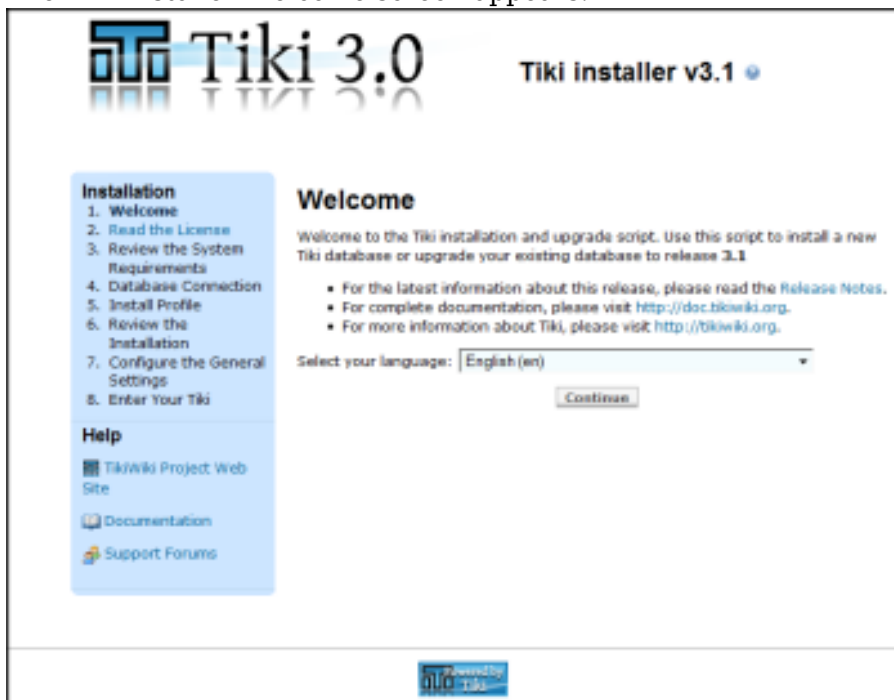 Tiki 3.0
Tiki installer v3.1
Installation
1. Welcome
2. Read the License
3. Review the System
Requirements
4. Database Connection
5. Install Profile
6. Review the
Installation
7. Configure the General
Settings
8. Enter Your Tiki
Help
TikiWiki Project Web
Site
Documentation
Support Forums
Welcome
Welcome to the Tiki installation and upgrade script. Use this script to install a new
Tiki database or upgrade your existing database to release 3.1
• For the latest information about this release, please read the Release Notes.
• For complete documentation, please visit http://doc.tikiwiki.org.
• For more information about Tiki, please visit http://tikiwiki.org.
Select your language: English (en)
Continue
Powered by
Tiki